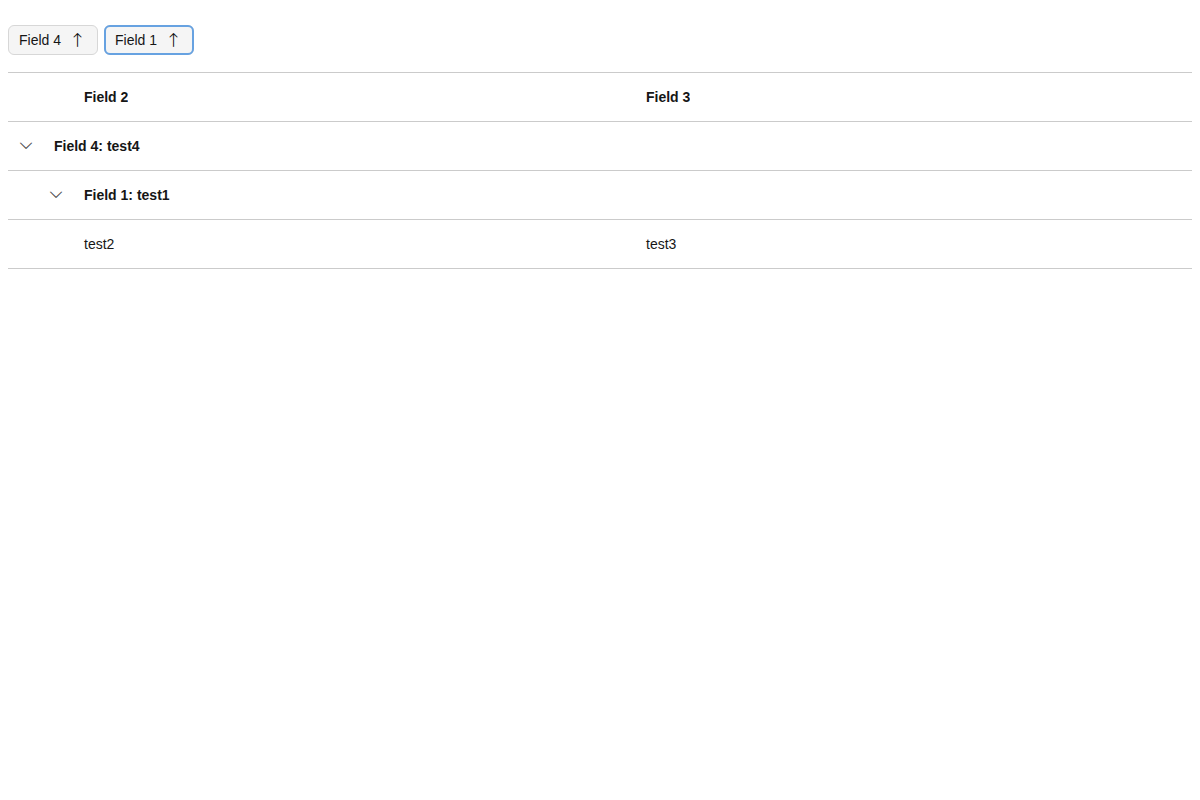 Field 4 ↑ Field 1 ↑
Field 2 Field 3
Field 4: test4
Field 1: test1
test2 test3